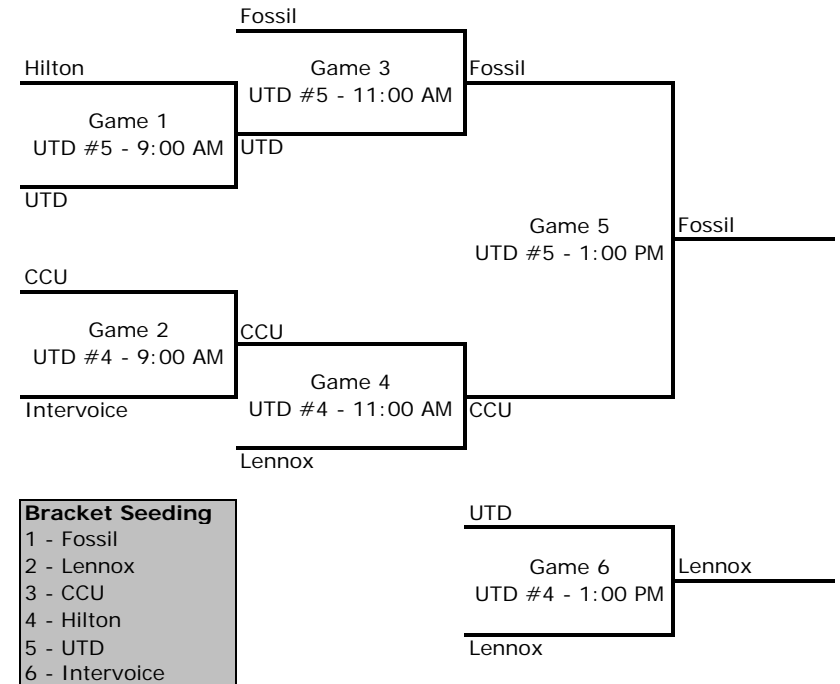 Fossil
Hilton
Game 3
UTD #5 - 11:00 AM
Fossil
Game 1
UTD #5 - 9:00 AM
UTD
UTD
Game 5
UTD #5 - 1:00 PM
Fossil
CCU
Game 2
UTD #4 - 9:00 AM
CCU
Game 4
UTD #4 - 11:00 AM
Intervoice
CCU
Lennox
Bracket Seeding
1 - Fossil
2 - Lennox
3 - CCU
4 - Hilton
5 - UTD
6 - Intervoice
UTD
Game 6
UTD #4 - 1:00 PM
Lennox
Lennox